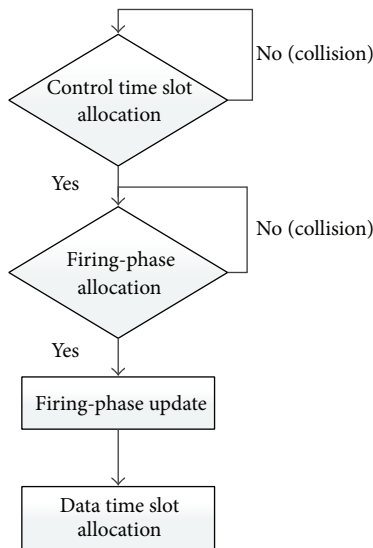 No (collision)
Control time slot
allocation
Yes
No (collision)
Firing-phase
allocation
Yes
Firing-phase update
Data time slot
allocation